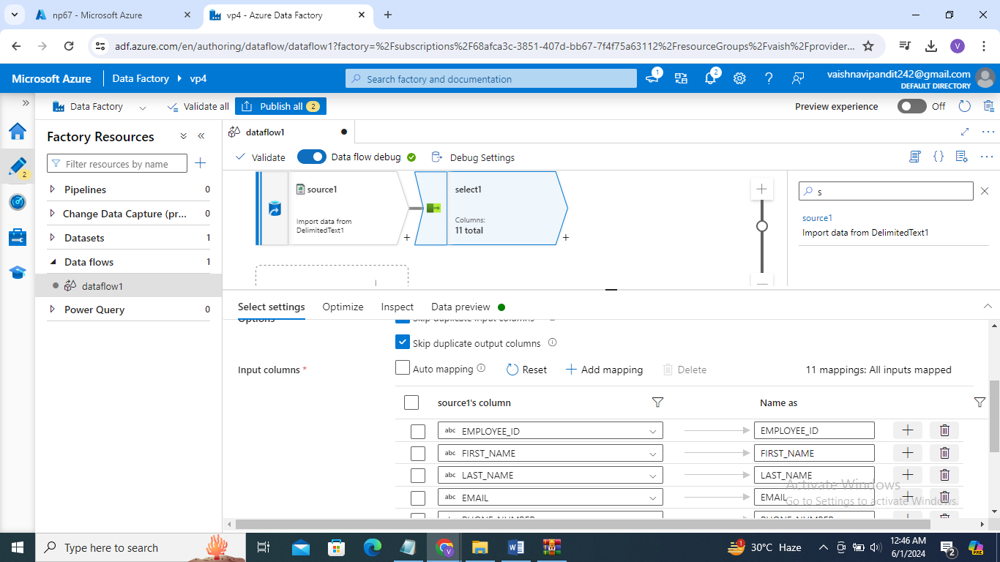 np67 - Microsoft Azure
vp4 - Azure Data Factory
adf.azure.com/en/authoring/dataflow/dataflow1?factory=%2Fsubscriptions%2F68afca3c-3851-407d-bb67-7f4f75a63112%2FresourceGroups%2Fvaish%2Fprovider...
V
Microsoft Azure
Data Factory
vp4
Search factory and documentation
1
2
vaishnavipandit242@gmail.com
DEFAULT DIRECTORY
Data Factory
Validate all
Publish all 2
Preview experience
Off
2
Factory Resources
Filter resources by name
Pipelines 0
Change Data Capture (pr... 0
Datasets 1
Data flows 1
dataflow1
Power Query 0
dataflow1
Validate
Data flow debug
Debug Settings
source1
Import data from
DelimitedText1
+
select1
Columns:
11 total
+
s
source1
Import data from DelimitedText1
Select settings
Optimize
Inspect
Data preview
Options
Skip duplicate input columns
Skip duplicate output columns
Input columns *
Auto mapping
Reset
Add mapping
Delete
11 mappings: All inputs mapped
source1's column
Name as
abc EMPLOYEE_ID
EMPLOYEE_ID
abc FIRST_NAME
FIRST_NAME
abc LAST_NAME
LAST_NAME
abc EMAIL
EMAIL
PHONE_NUMBER
PHONE_NUMBER
Activate Windows
Go to Settings to activate Windows.
Type here to search
V
W
1
30°C Haze
12:46 AM
6/1/2024
2
PRE